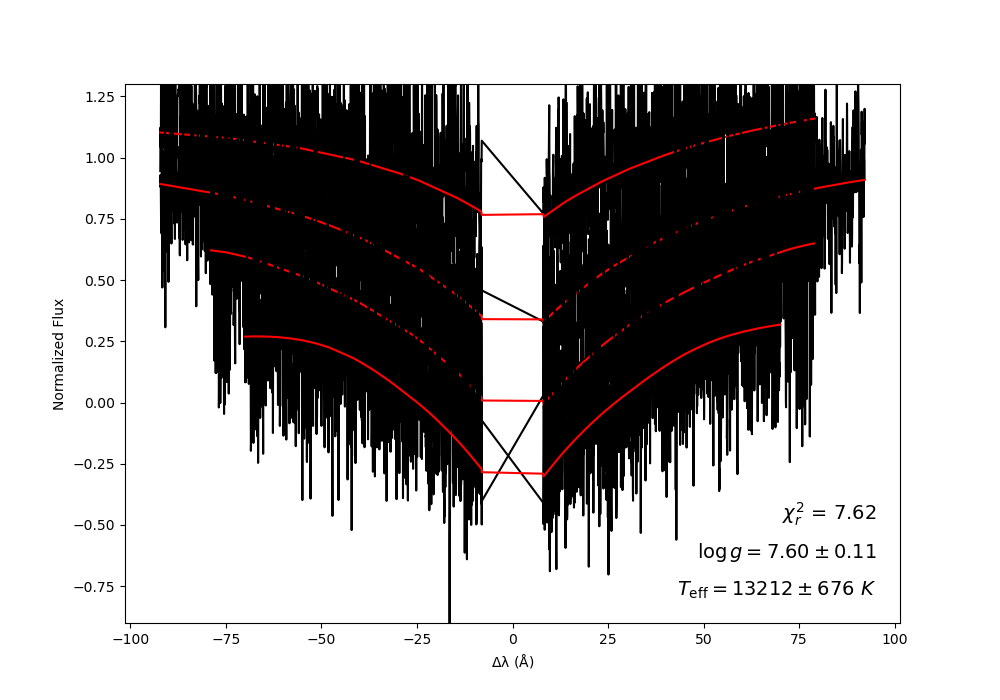 1.25
1.00
0.75
0.50
0.25
0.00
−0.25
−0.50
−0.75
Normalized Flux
χ²ᵣ = 7.62
log g = 7.60 ± 0.11
T_eff = 13212 ± 676 K
−100 −75 −50 −25 0 25 50 75 100
Δλ (Å)